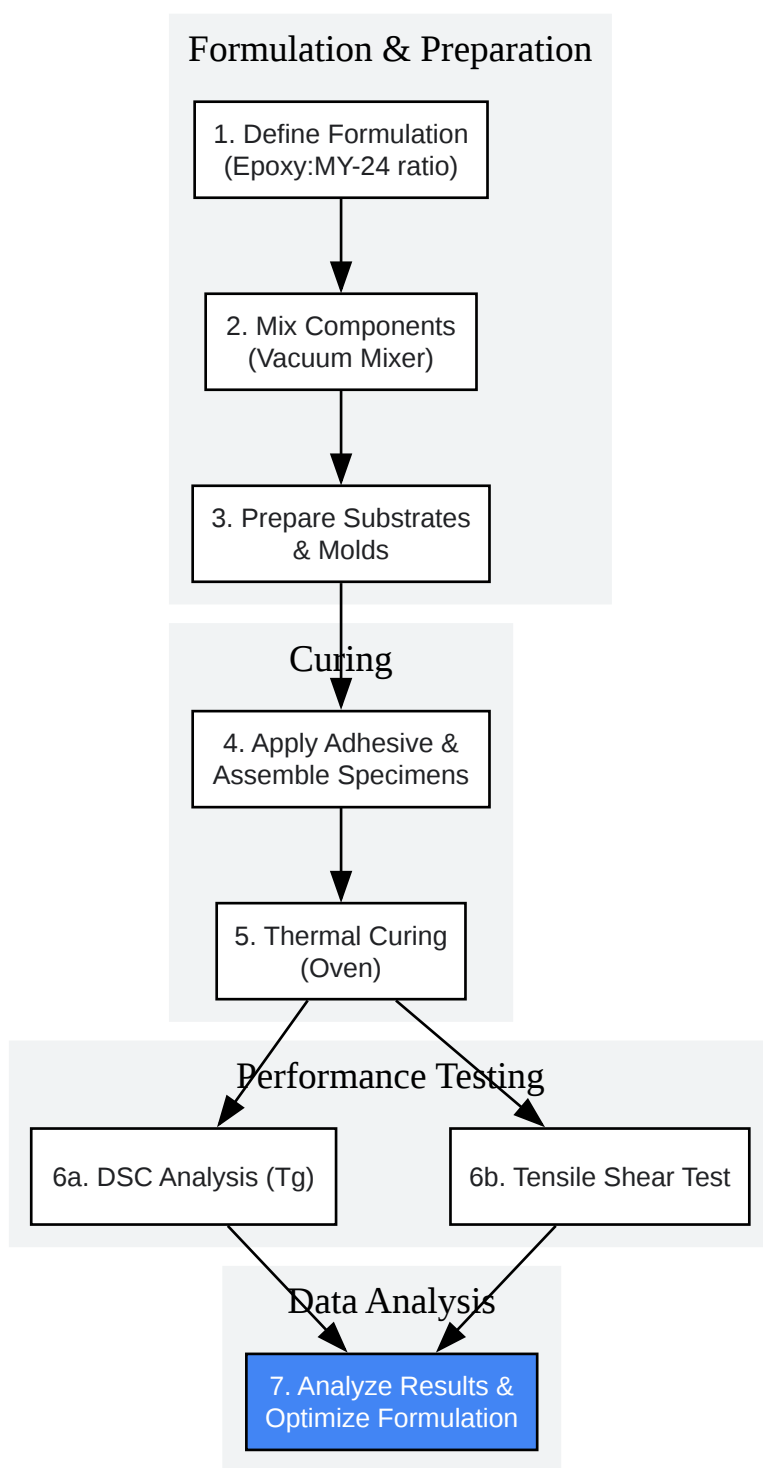 Formulation & Preparation
1. Define Formulation
(Epoxy:MY-24 ratio)
2. Mix Components
(Vacuum Mixer)
3. Prepare Substrates
& Molds
Curing
4. Apply Adhesive &
Assemble Specimens
5. Thermal Curing
(Oven)
Performance Testing
6a. DSC Analysis (Tg)
6b. Tensile Shear Test
Data Analysis
7. Analyze Results &
Optimize Formulation